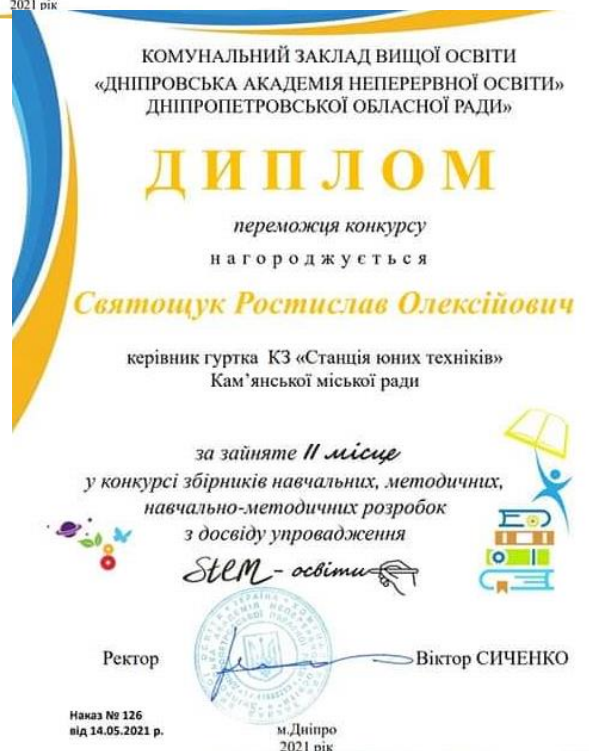 2021 рік
КОМУНАЛЬНИЙ ЗАКЛАД ВИЩОЇ ОСВІТИ
«ДНІПРОВСЬКА АКАДЕМІЯ НЕПЕРЕРВНОЇ ОСВІТИ»
ДНІПРОПЕТРОВСЬКОЇ ОБЛАСНОЇ РАДИ»
ДИПЛОМ
переможця конкурсу
нагороджується
Святощук Ростислав Олексійович
керівник гуртка КЗ «Станція юних техніків»
Кам’янської міської ради
за зайняте II місце
у конкурсі збірників навчальних, методичних,
навчально-методичних розробок
з досвіду упровадження
STEM - освіти
Ректор
Віктор СИЧЕНКО
Наказ № 126
від 14.05.2021 р.
м.Дніпро
2021 рік